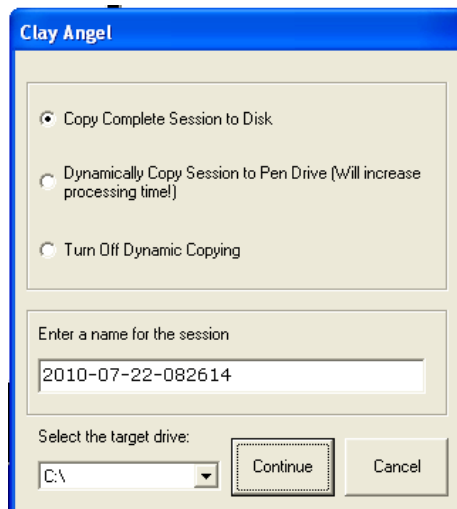 Clay Angel
Copy Complete Session to Disk
Dynamically Copy Session to Pen Drive (Will increase
processing time!)
Turn Off Dynamic Copying
Enter a name for the session
2010-07-22-082614
Select the target drive:
C:\
Continue
Cancel